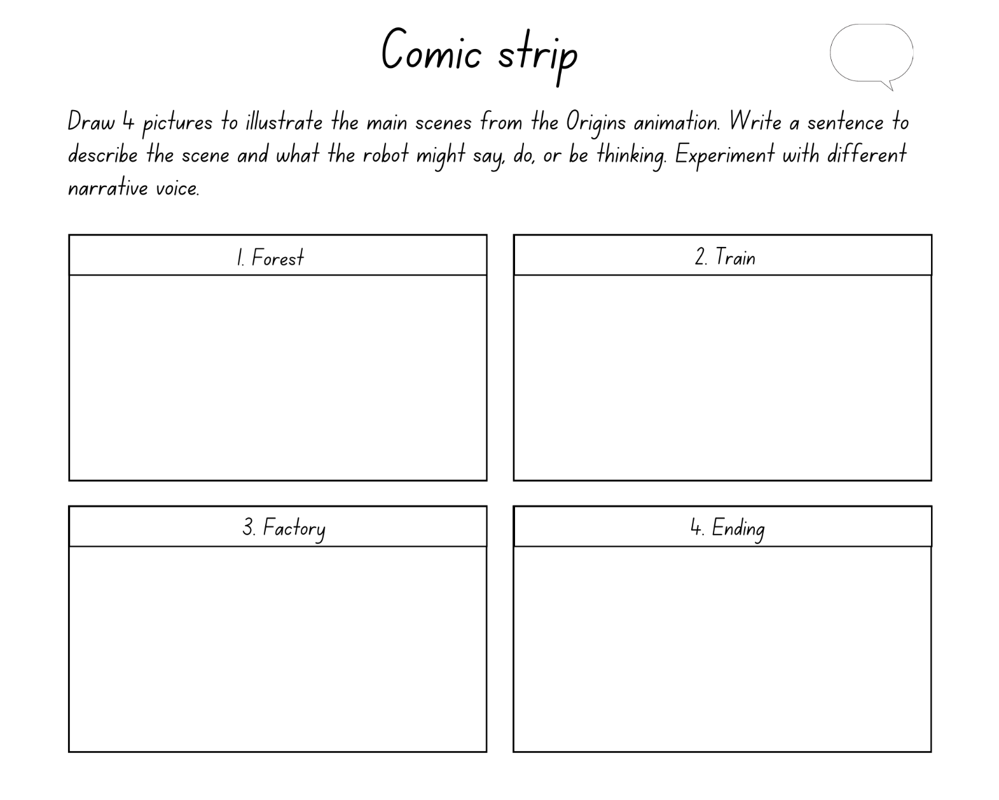 Comic strip
Draw 4 pictures to illustrate the main scenes from the Origins animation. Write a sentence to
describe the scene and what the robot might say, do, or be thinking. Experiment with different
narrative voice.
1. Forest
2. Train
3. Factory
4. Ending